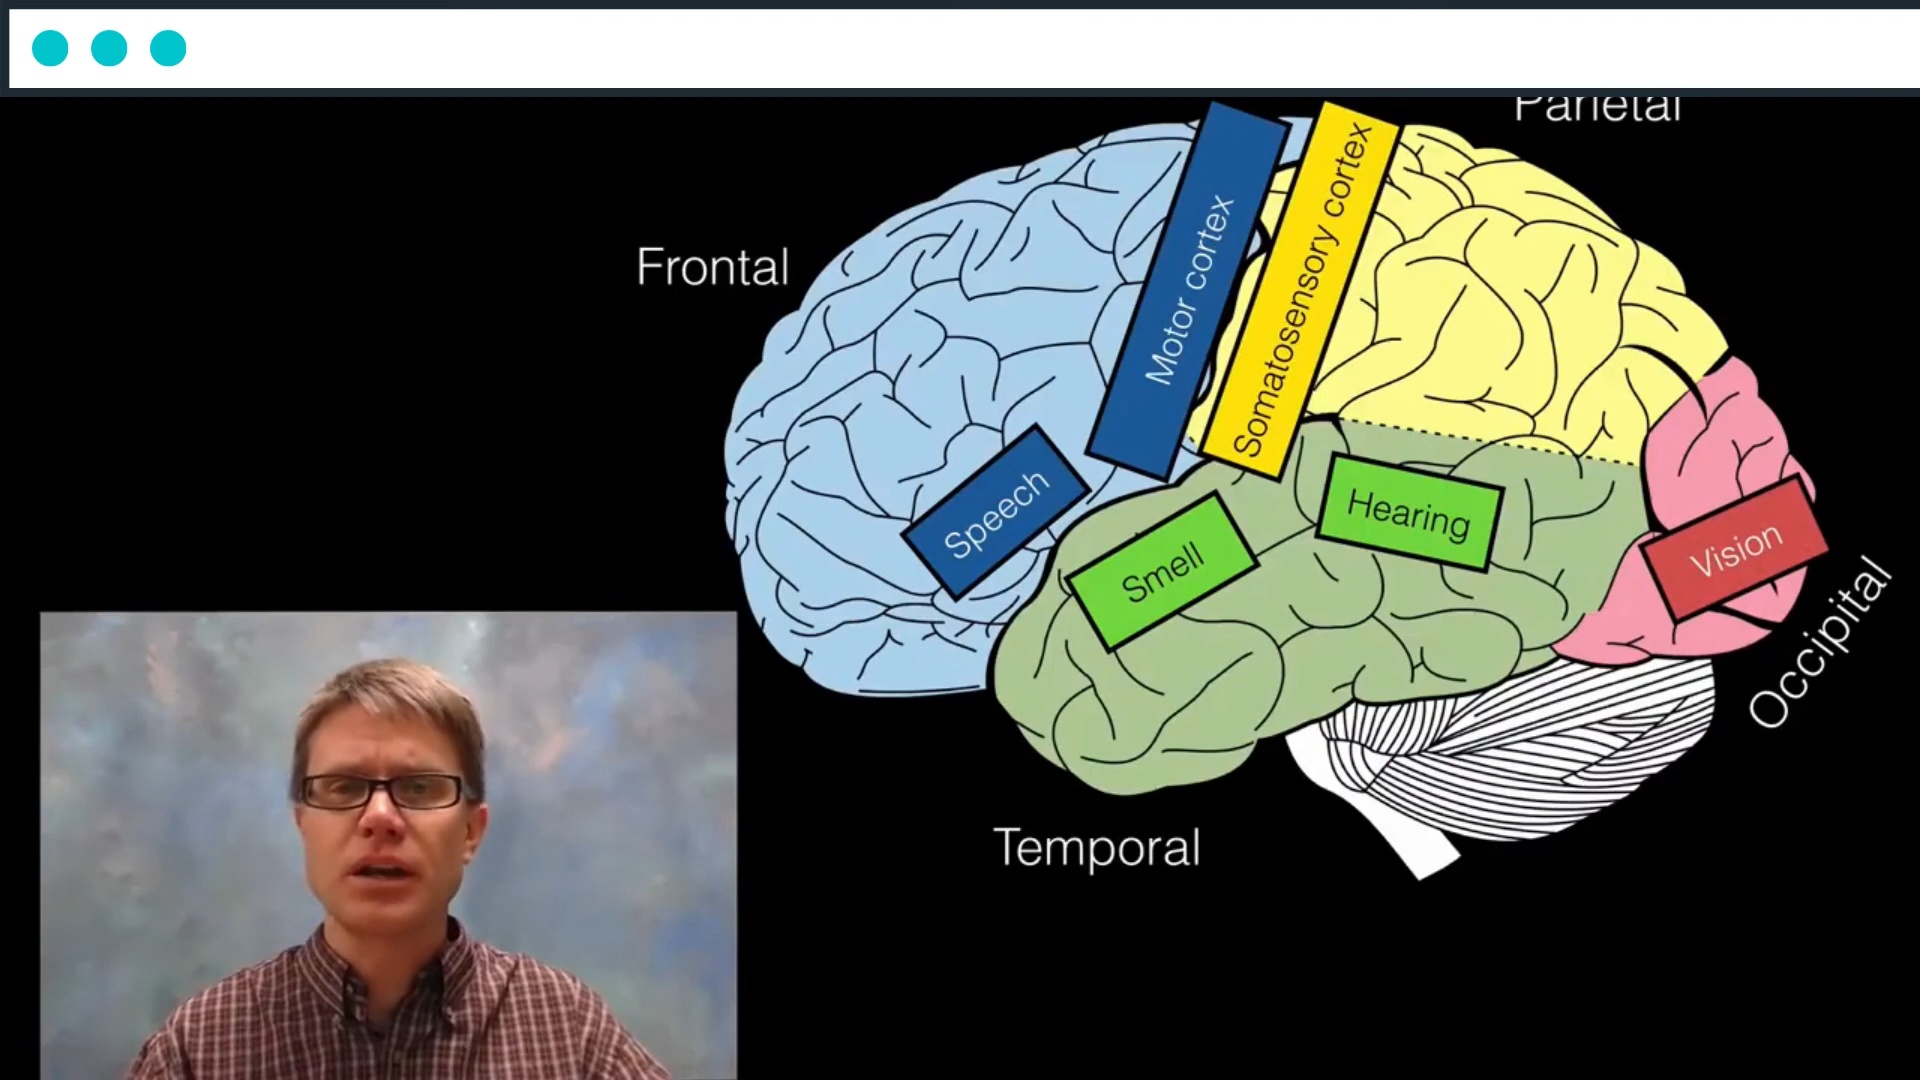 Parietal
Frontal
Motor cortex
Somatosensory cortex
Speech
Smell
Hearing
Vision
Occipital
Temporal